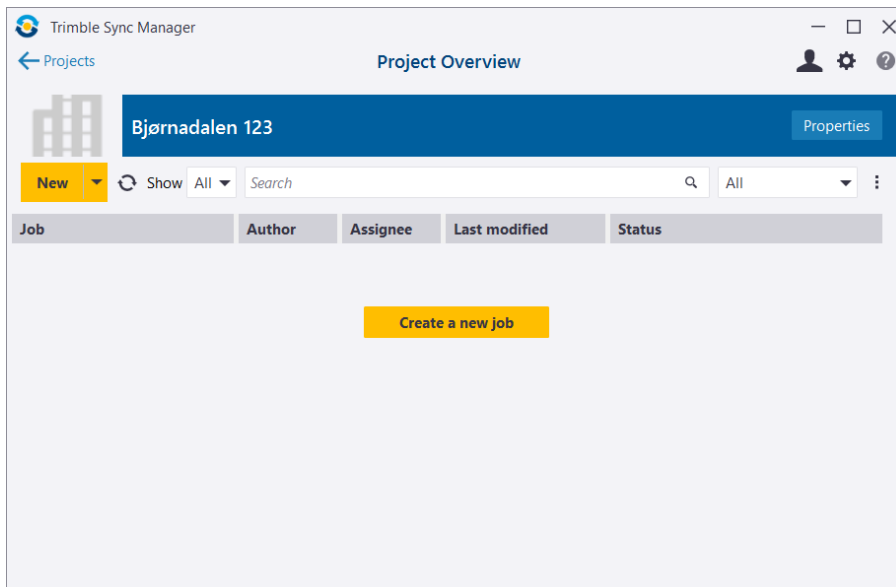 Trimble Sync Manager
Projects
Project Overview
Bjørnadalen 123
Properties
New
Show All
Search
All
Job Author Assignee Last modified Status
Create a new job